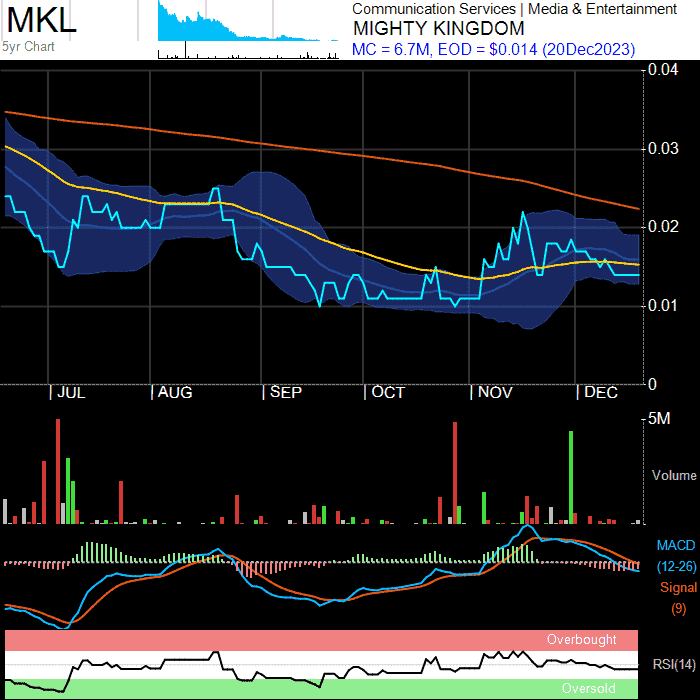 MKL
5yr Chart
Communication Services | Media & Entertainment
MIGHTY KINGDOM
MC = 6.7M, EOD = $0.014 (20Dec2023)
0.04
0.03
0.02
0.01
0
| JUL | AUG | SEP | OCT | NOV | DEC
5M
Volume
MACD
(12-26)
Signal
(9)
Overbought
RSI(14)
Oversold